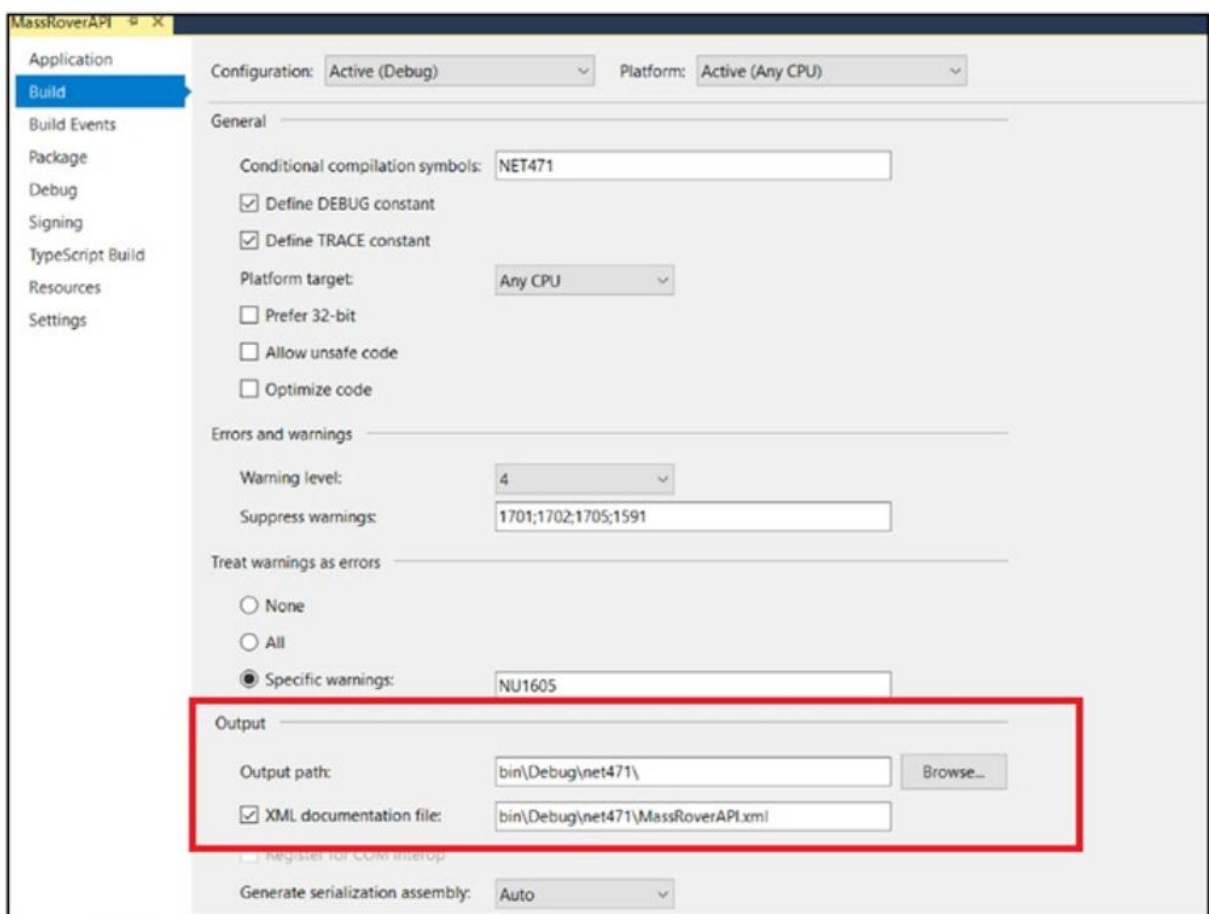 MassRoverAPI
Application
Build
Build Events
Package
Debug
Signing
TypeScript Build
Resources
Settings
Configuration: Active (Debug) Platform: Active (Any CPU)
General
Conditional compilation symbols: NET471
Define DEBUG constant
Define TRACE constant
Platform target: Any CPU
Prefer 32-bit
Allow unsafe code
Optimize code
Errors and warnings
Warning level: 4
Suppress warnings: 1701;1702;1705;1591
Treat warnings as errors
None
All
Specific warnings: NU1605
Output
Output path: bin\Debug\net471\ Browse...
XML documentation file: bin\Debug\net471\MassRoverAPI.xml
Register for COM interop
Generate serialization assembly: Auto